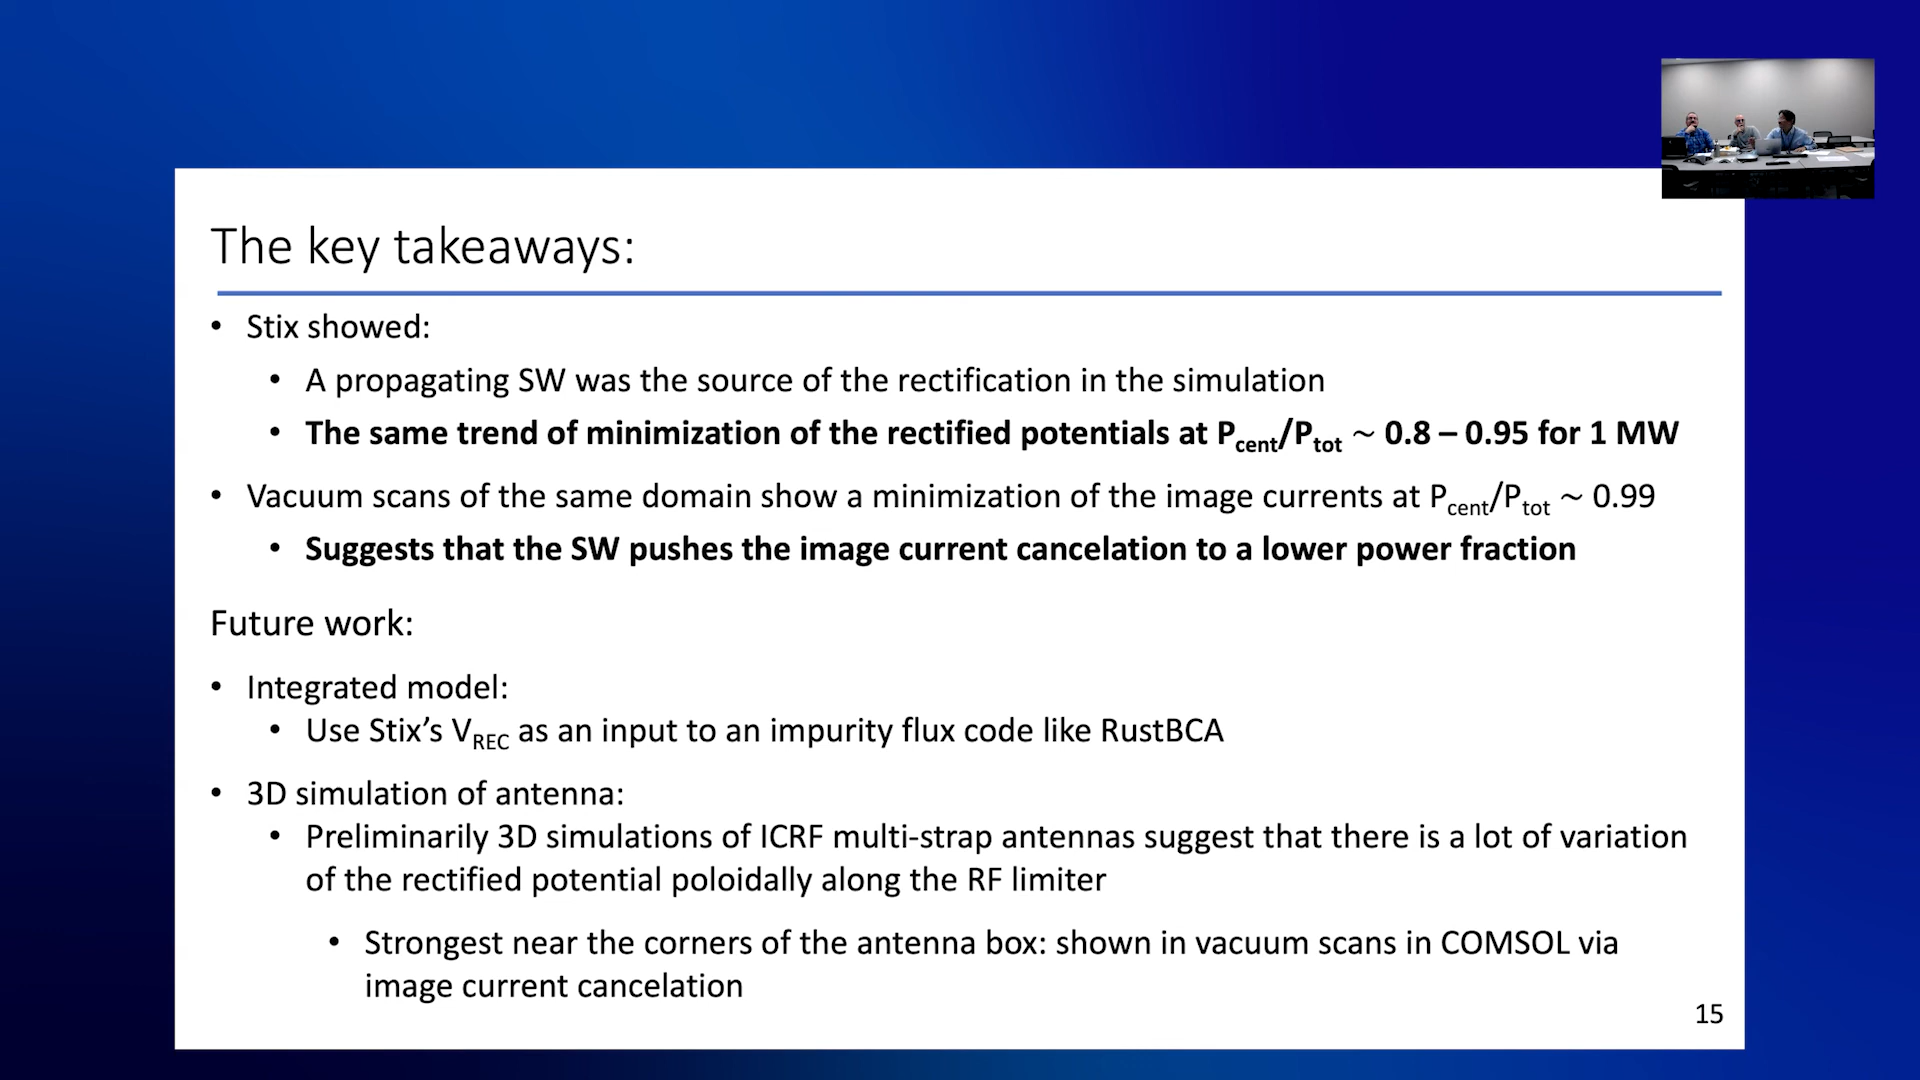 The key takeaways:
• Stix showed:
• A propagating SW was the source of the rectification in the simulation
• The same trend of minimization of the rectified potentials at Pcent/Ptot ~ 0.8 – 0.95 for 1 MW
• Vacuum scans of the same domain show a minimization of the image currents at Pcent/Ptot ~ 0.99
• Suggests that the SW pushes the image current cancelation to a lower power fraction
Future work:
• Integrated model:
• Use Stix’s VREC as an input to an impurity flux code like RustBCA
• 3D simulation of antenna:
• Preliminarily 3D simulations of ICRF multi-strap antennas suggest that there is a lot of variation
of the rectified potential poloidally along the RF limiter
• Strongest near the corners of the antenna box: shown in vacuum scans in COMSOL via
image current cancelation
15